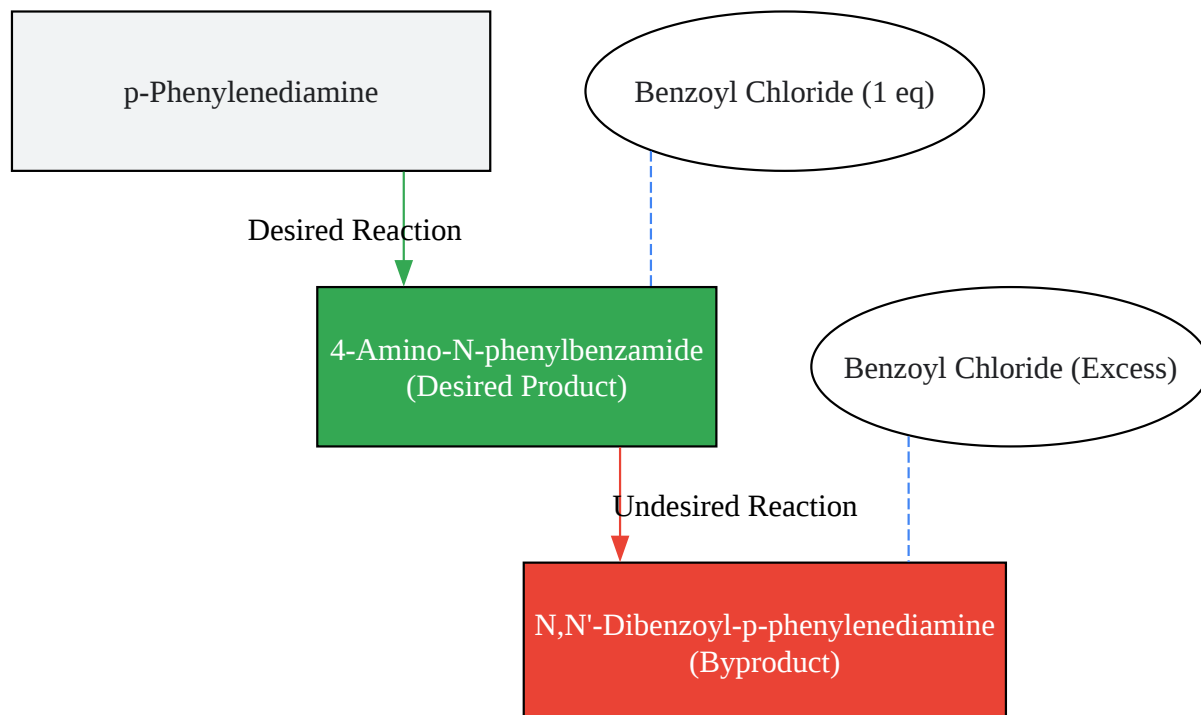 p-Phenylenediamine
Benzoyl Chloride (1 eq)
Desired Reaction
4-Amino-N-phenylbenzamide
(Desired Product)
Benzoyl Chloride (Excess)
Undesired Reaction
N,N'-Dibenzoyl-p-phenylenediamine
(Byproduct)